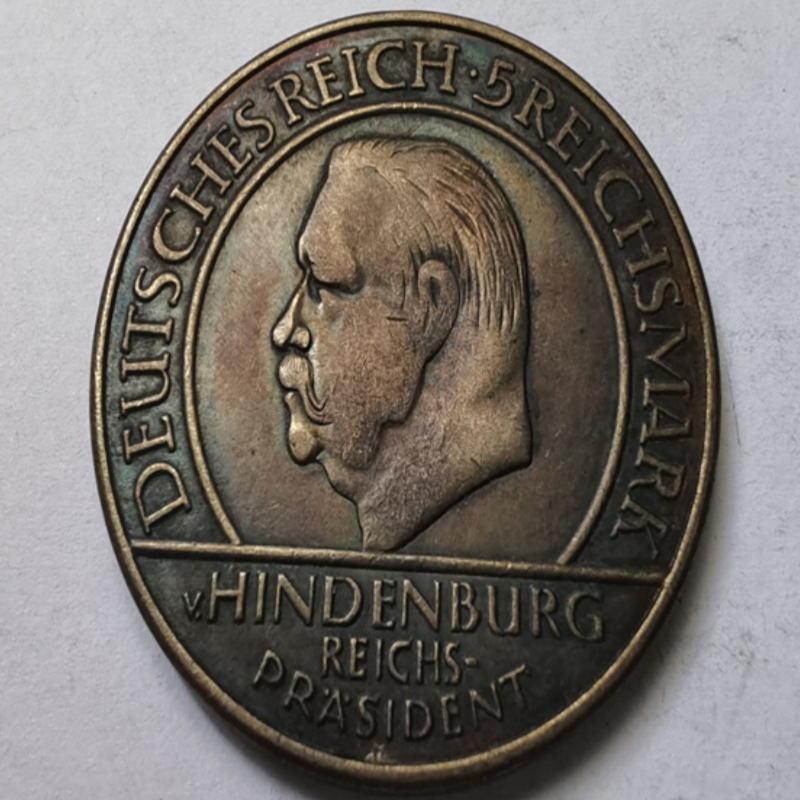 DEUTSCHES REICH · 5 REICHSMARK
v. HINDENBURG
REICHS-
PRÄSIDENT